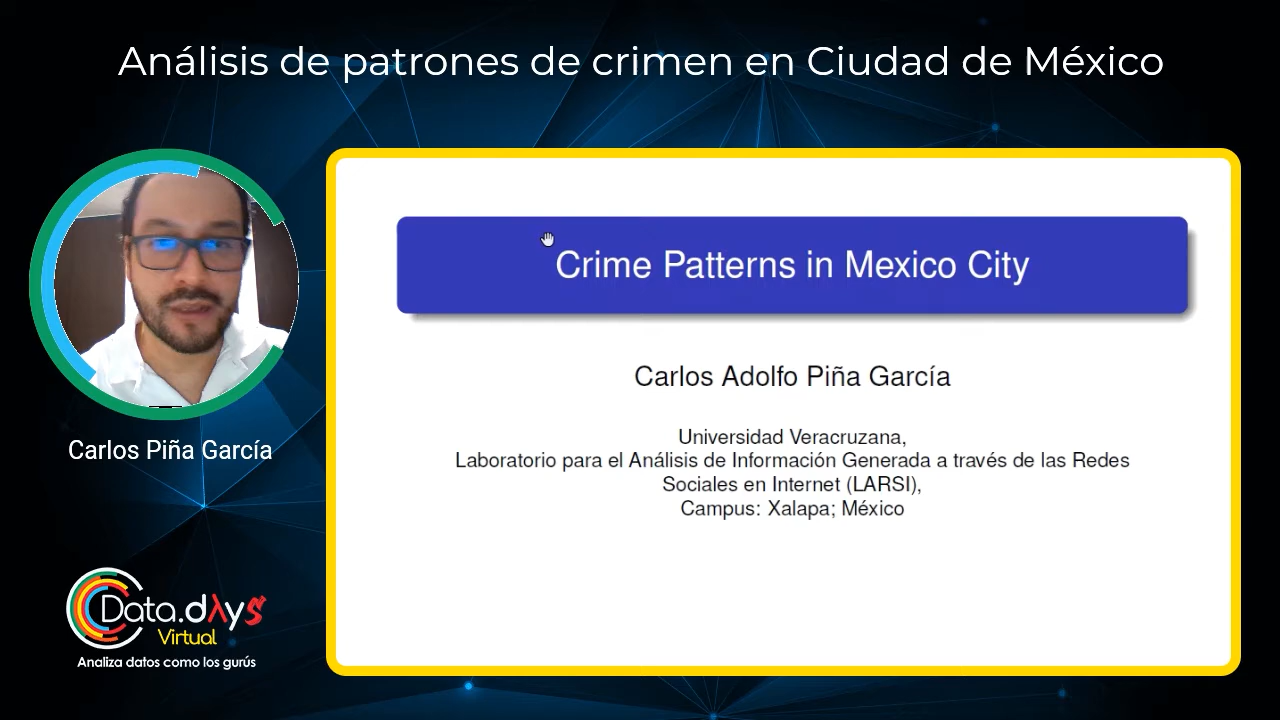 Análisis de patrones de crimen en Ciudad de México
Crime Patterns in Mexico City
Carlos Adolfo Piña García
Universidad Veracruzana,
Laboratorio para el Análisis de Información Generada a través de las Redes
Sociales en Internet (LARSI),
Campus: Xalapa; México
Carlos Piña García
Data.dλys
Virtual
Analiza datos como los gurús